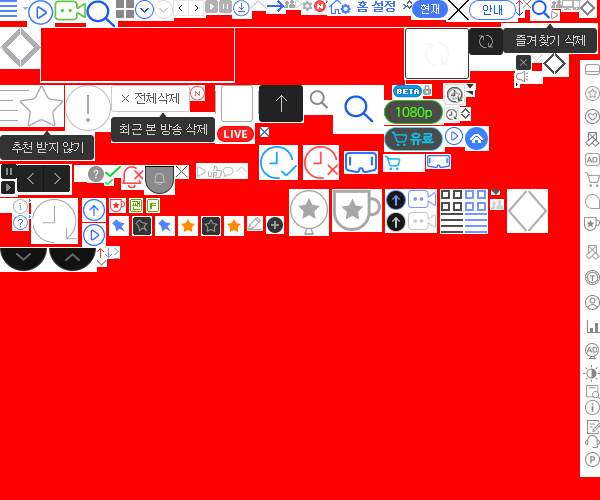 홈 설정
현재
안내
즐겨찾기 삭제
전체삭제
최근 본 방송 삭제
LIVE
BETA
1080p
유료
추천 받지 않기
팬
F
N
N
AD
T
AD
P